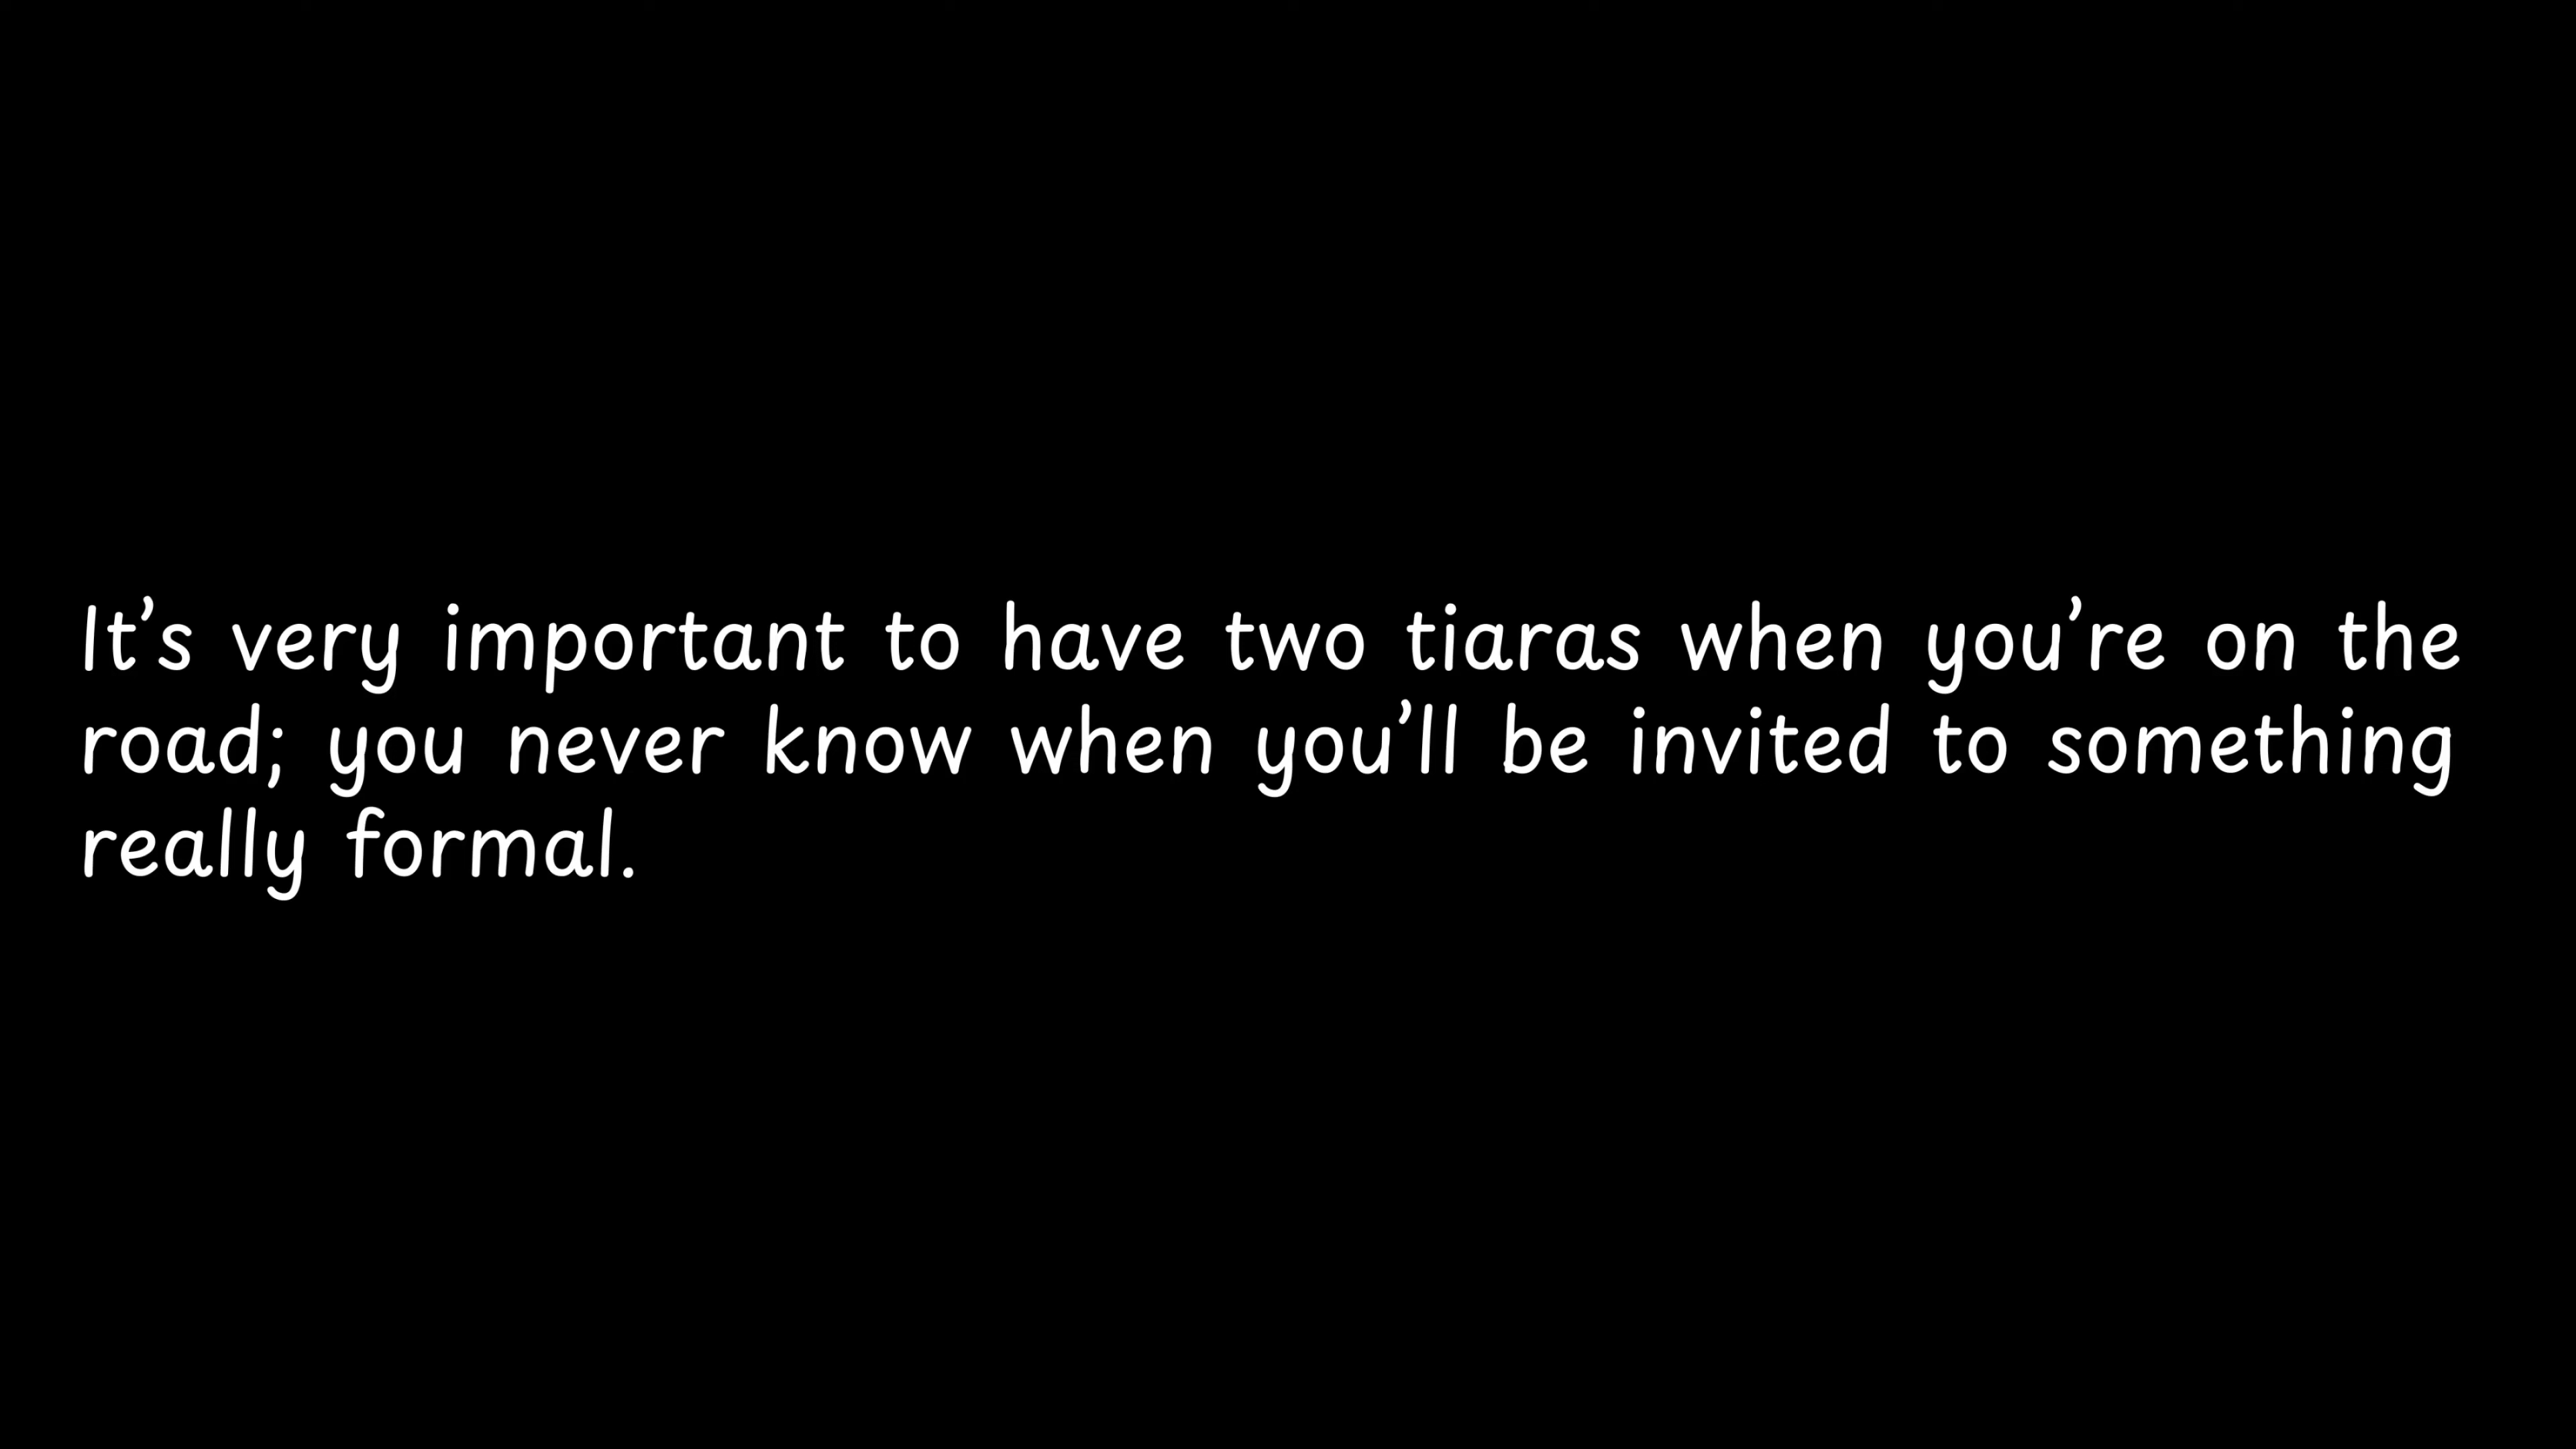 It’s very important to have two tiaras when you’re on the
road; you never know when you’ll be invited to something
really formal.